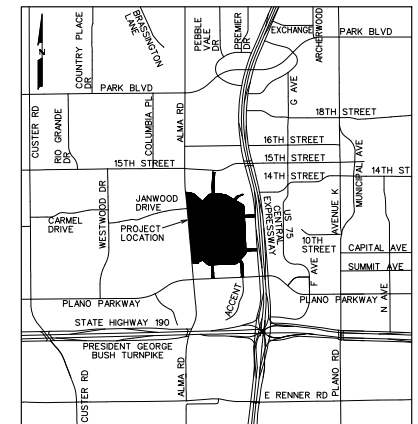 COUNTRY PLACE
DR
BRASSINGTON
LANE
PEBBLE
VALE
DR
PREMIER
DR
EXCHANGE
ARCHERWOOD
PARK BLVD
PARK BLVD
G AVE
18TH STREET
CUSTER RD
RIO GRANDE
DR
COLUMBIA PL
ALMA RD
16TH STREET
15TH STREET
15TH STREET
14TH STREET
14TH ST
MUNICIPAL AVE
WESTWOOD DR
JANWOOD
DRIVE
CARMEL
DRIVE
PROJECT
LOCATION
US 75
CENTRAL
EXPRESSWAY
AVENUE K
10TH
STREET
CAPITAL AVE
SUMMIT AVE
F AVE
N AVE
PLANO PARKWAY
PLANO PARKWAY
ACCENT
STATE HIGHWAY 190
PRESIDENT GEORGE
BUSH TURNPIKE
CUSTER RD
ALMA RD
PLANO RD
E RENNER RD